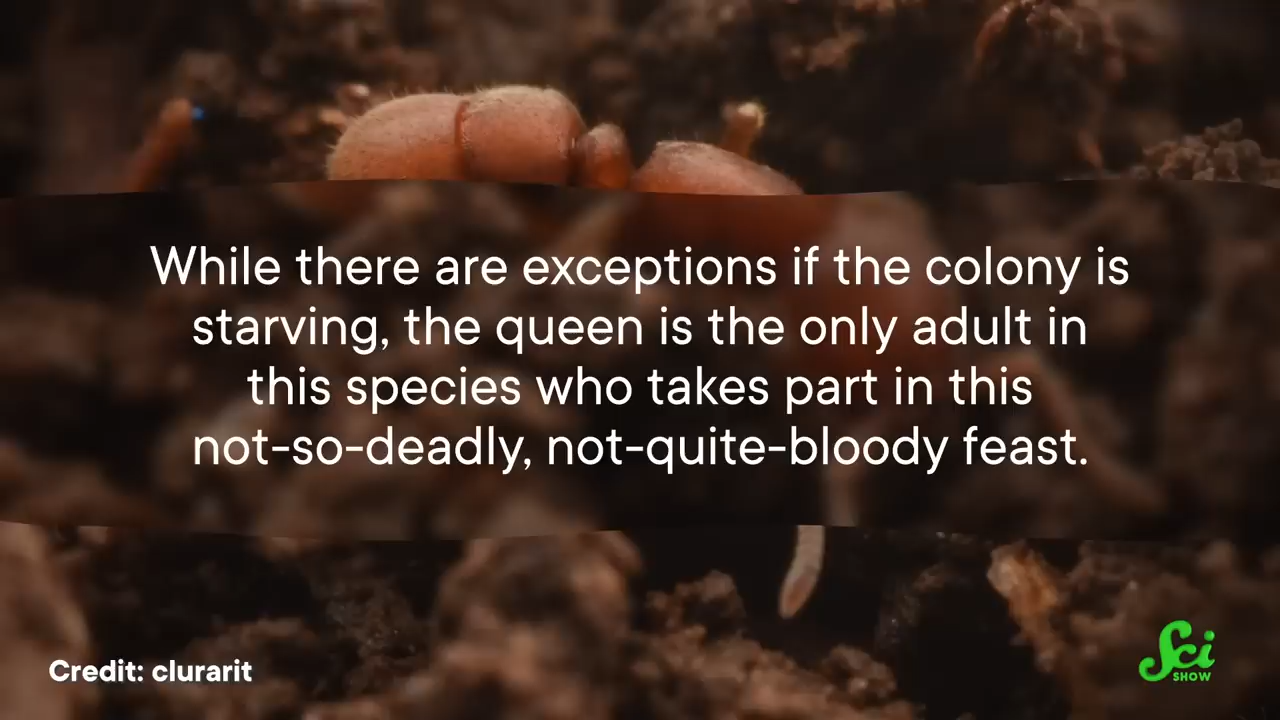 While there are exceptions if the colony is
starving, the queen is the only adult in
this species who takes part in this
not-so-deadly, not-quite-bloody feast.
Credit: clurarit
Sci
SHOW